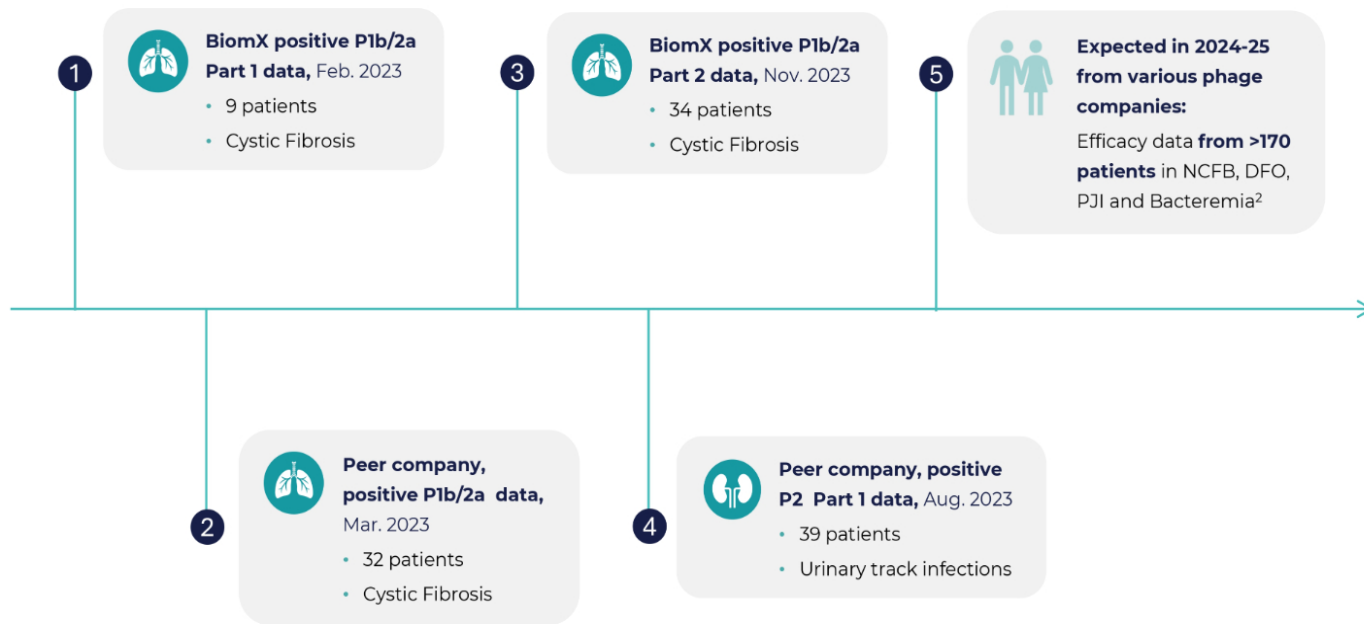 1
BiomX positive P1b/2a
Part 1 data, Feb. 2023
• 9 patients
• Cystic Fibrosis
2
Peer company,
positive P1b/2a data,
Mar. 2023
• 32 patients
• Cystic Fibrosis
3
BiomX positive P1b/2a
Part 2 data, Nov. 2023
• 34 patients
• Cystic Fibrosis
4
Peer company, positive
P2 Part 1 data, Aug. 2023
• 39 patients
• Urinary track infections
5
Expected in 2024-25
from various phage
companies:
Efficacy data from >170
patients in NCFB, DFO,
PJI and Bacteremia²